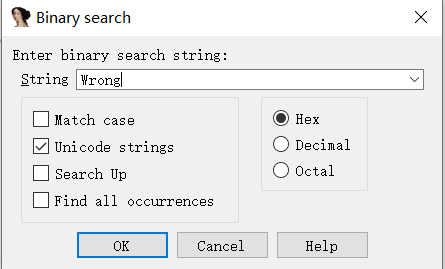 Binary search
Enter binary search string:
String Wrong
Match case
Unicode strings
Search Up
Find all occurrences
Hex
Decimal
Octal
OK Cancel Help